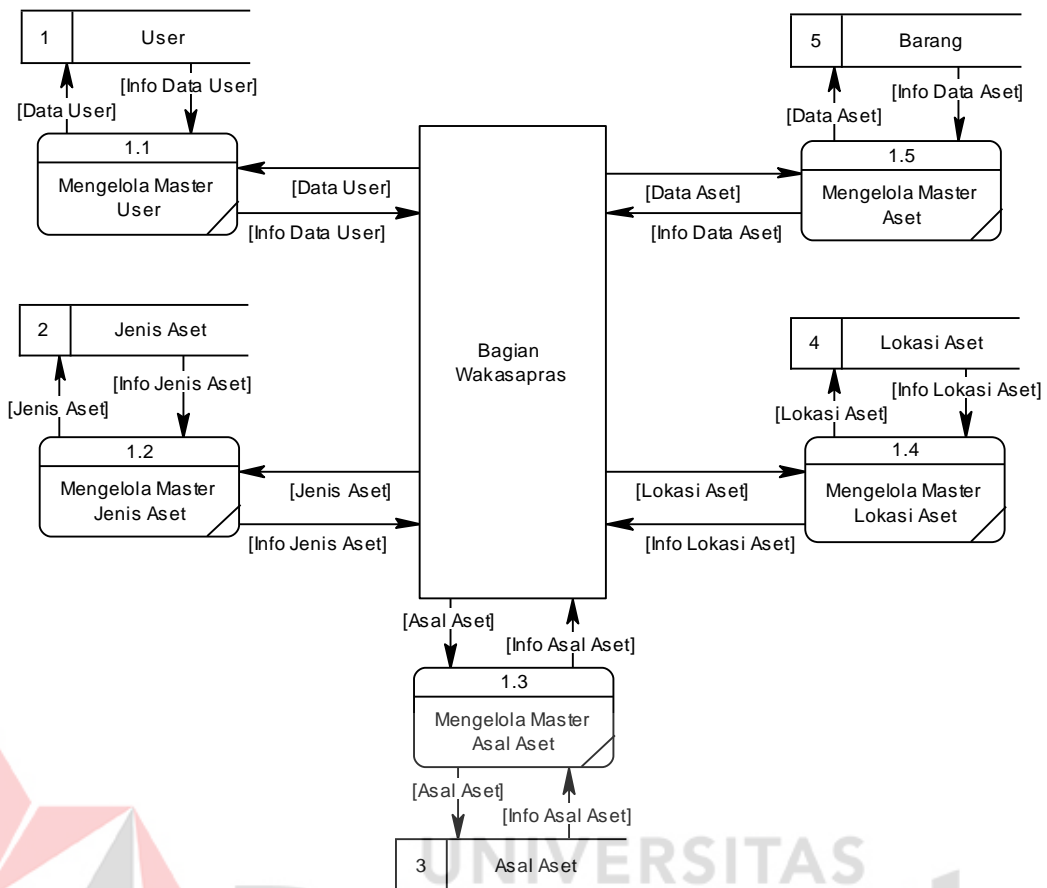 1 User
[Info Data User]
[Data User]
1.1
Mengelola Master
User
[Data User]
[Info Data User]
5 Barang
[Info Data Aset]
[Data Aset]
1.5
Mengelola Master
Aset
[Data Aset]
[Info Data Aset]
2 Jenis Aset
[Info Jenis Aset]
[Jenis Aset]
1.2
Mengelola Master
Jenis Aset
[Jenis Aset]
[Info Jenis Aset]
Bagian
Wakasapras
4 Lokasi Aset
[Info Lokasi Aset]
[Lokasi Aset]
1.4
Mengelola Master
Lokasi Aset
[Lokasi Aset]
[Info Lokasi Aset]
[Asal Aset]
[Info Asal Aset]
1.3
Mengelola Master
Asal Aset
[Asal Aset]
[Info Asal Aset]
3 Asal Aset
UNIVERSITAS